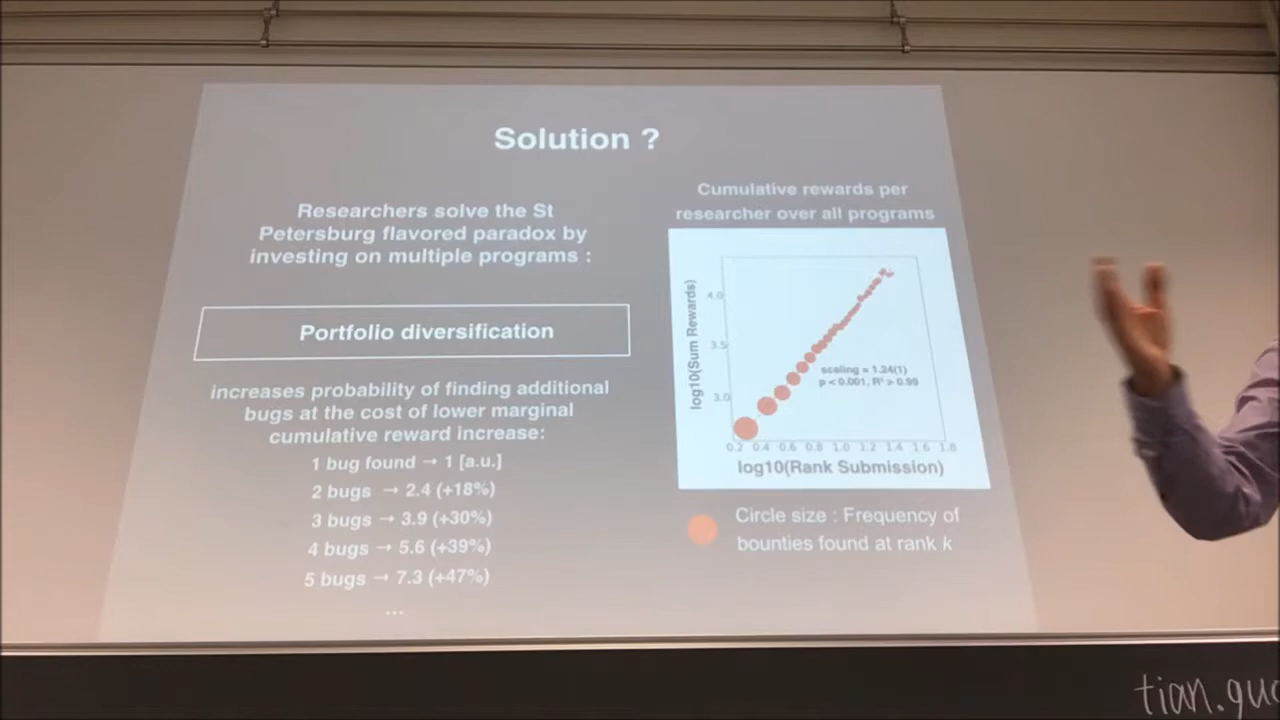 Solution ?
Researchers solve the St
Petersburg flavored paradox by
investing on multiple programs :
Portfolio diversification
increases probability of finding additional
bugs at the cost of lower marginal
cumulative reward increase:
1 bug found → 1 [a.u.]
2 bugs → 2.4 (+18%)
3 bugs → 3.9 (+30%)
4 bugs → 5.6 (+39%)
5 bugs → 7.3 (+47%)
...
Cumulative rewards per
researcher over all programs
log10(Sum Rewards)
4.0
3.5
3.0
scaling = 1.24(1)
p < 0.001, R² > 0.99
0.2 0.4 0.6 0.8 1.0 1.2 1.4 1.6 1.8
log10(Rank Submission)
Circle size : Frequency of
bounties found at rank k